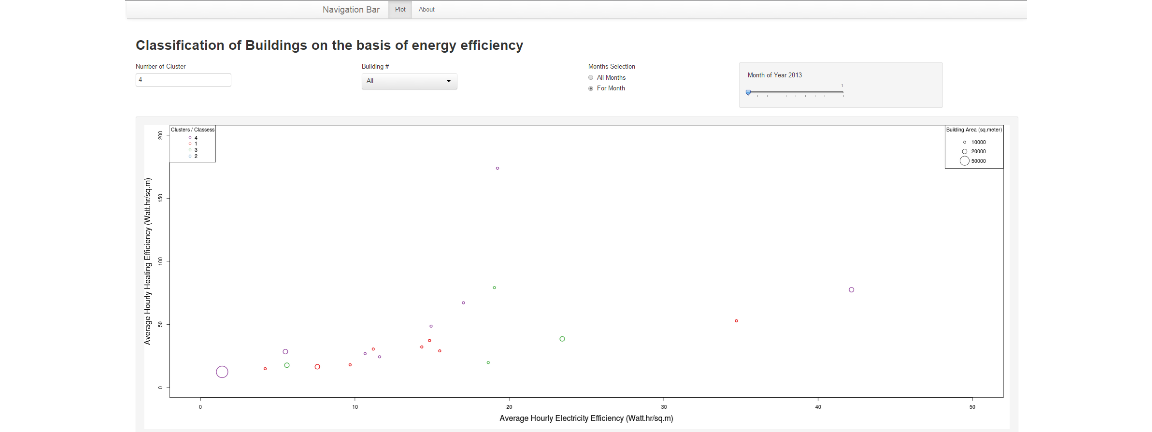 Navigation Bar Plot About
Classification of Buildings on the basis of energy efficiency
Number of Cluster
4
Building #
All
Months Selection
All Months
For Month
Month of Year 2013
1
Clusters / Classess
4
1
3
2
Building Area (sq.meter)
10000
20000
Average Hourly Heating Efficiency (Watt.hr/sq.m)
200
150
100
50
0
0 10 20 30 40 50
Average Hourly Electricity Efficiency (Watt.hr/sq.m)